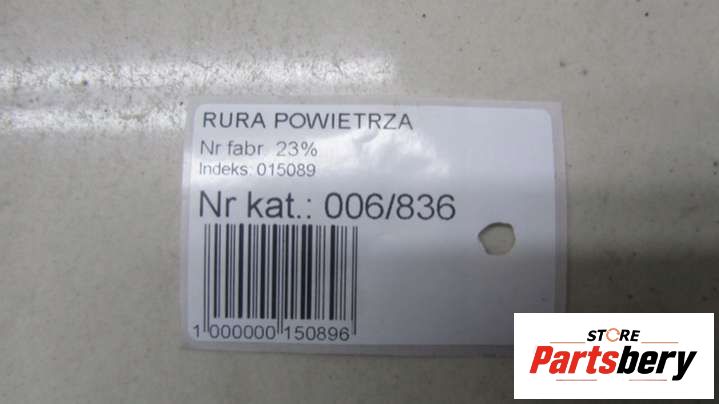 RURA POWIETRZA
Nr fabr. 23%
Indeks: 015089
Nr kat.: 006/836
1 000000 150896
STORE
Partsbery